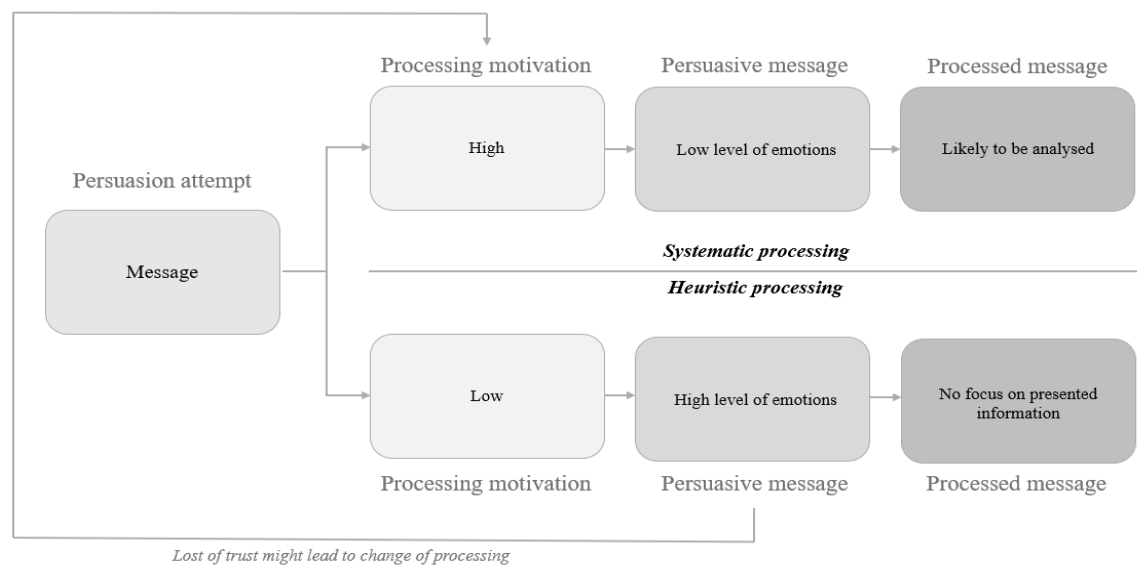 Processing motivation
Persuasive message
Processed message
High
Low level of emotions
Likely to be analysed
Persuasion attempt
Message
Systematic processing
Heuristic processing
Low
High level of emotions
No focus on presented
information
Processing motivation
Persuasive message
Processed message
Lost of trust might lead to change of processing